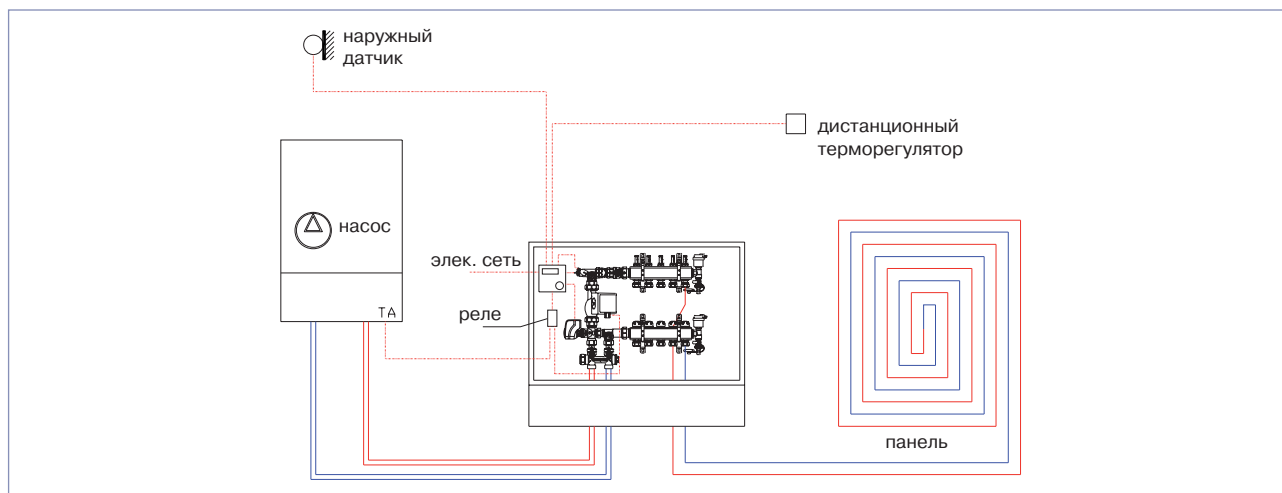 наружный
датчик
дистанционный
терморегулятор
насос
элек. сеть
TA
реле
панель